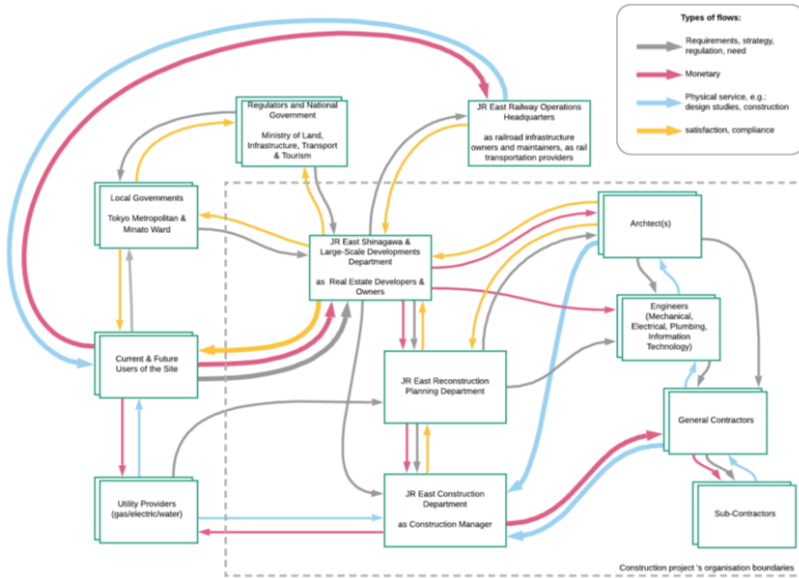 Types of flows:
Requirements, strategy,
regulation, need
Monetary
Physical service, e.g.:
design studies, construction
satisfaction, compliance
Regulators and National
Government
Ministry of Land,
Infrastructure, Transport
& Tourism
JR East Railway Operations
Headquarters
as railroad infrastructure
owners and maintainers, as rail
transportation providers
Local Governments
Tokyo Metropolitan &
Minato Ward
JR East Shinagawa &
Large-Scale Developments
Department
as Real Estate Developers &
Owners
Archtect(s)
Engineers
(Mechanical,
Electrical, Plumbing,
Information
Technology)
Current & Future
Users of the Site
JR East Reconstruction
Planning Department
General Contractors
Utility Providers
(gas/electric/water)
JR East Construction
Department
as Construction Manager
Sub-Contractors
Construction project 's organisation boundaries